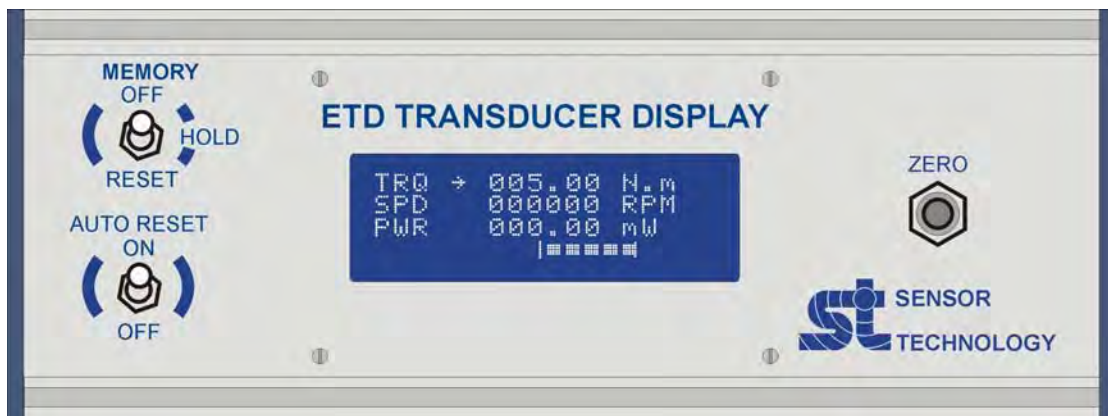 MEMORY
OFF
HOLD
RESET
AUTO RESET
ON
OFF
ETD TRANSDUCER DISPLAY
TRQ → 005.00 N.m
SPD 000000 RPM
PWR 000.00 mW
ZERO
st SENSOR
TECHNOLOGY